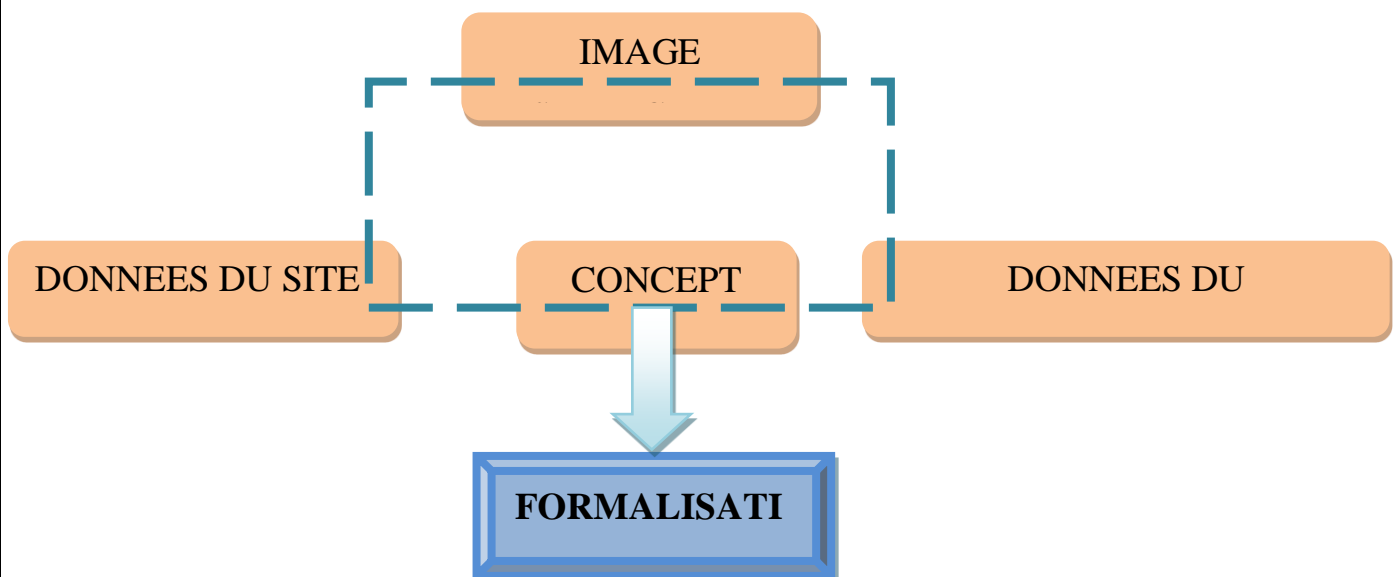 IMAGE
DONNEES DU SITE
CONCEPT
DONNEES DU
FORMALISATI